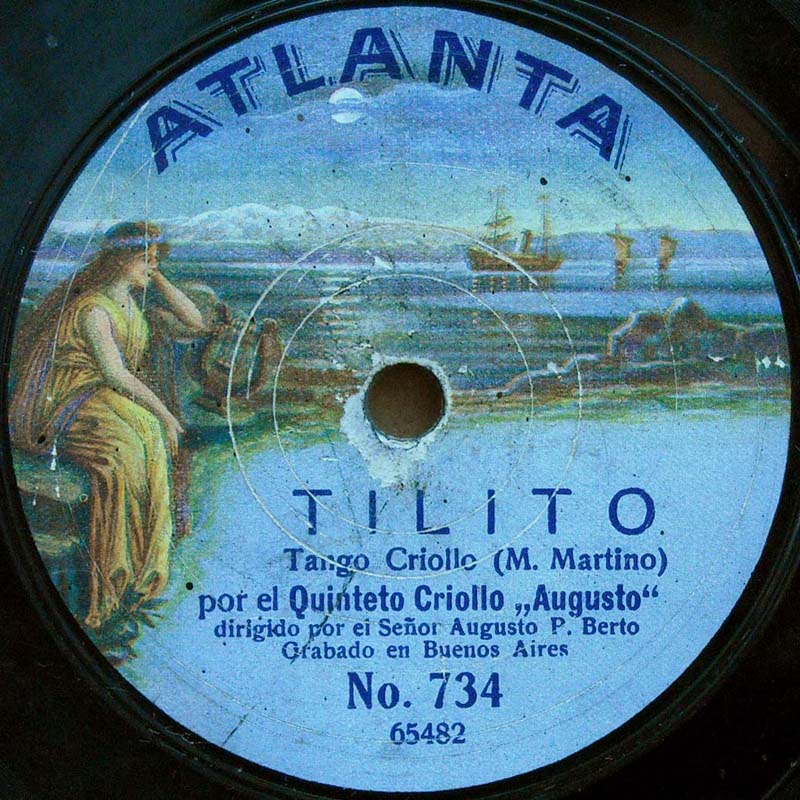 ATLANTA
TILITO
Tango Criollo (M. Martino)
por el Quinteto Criollo „Augusto“
dirigido por el Señor Augusto P. Berto
Grabado en Buenos Aires
No. 734
65482